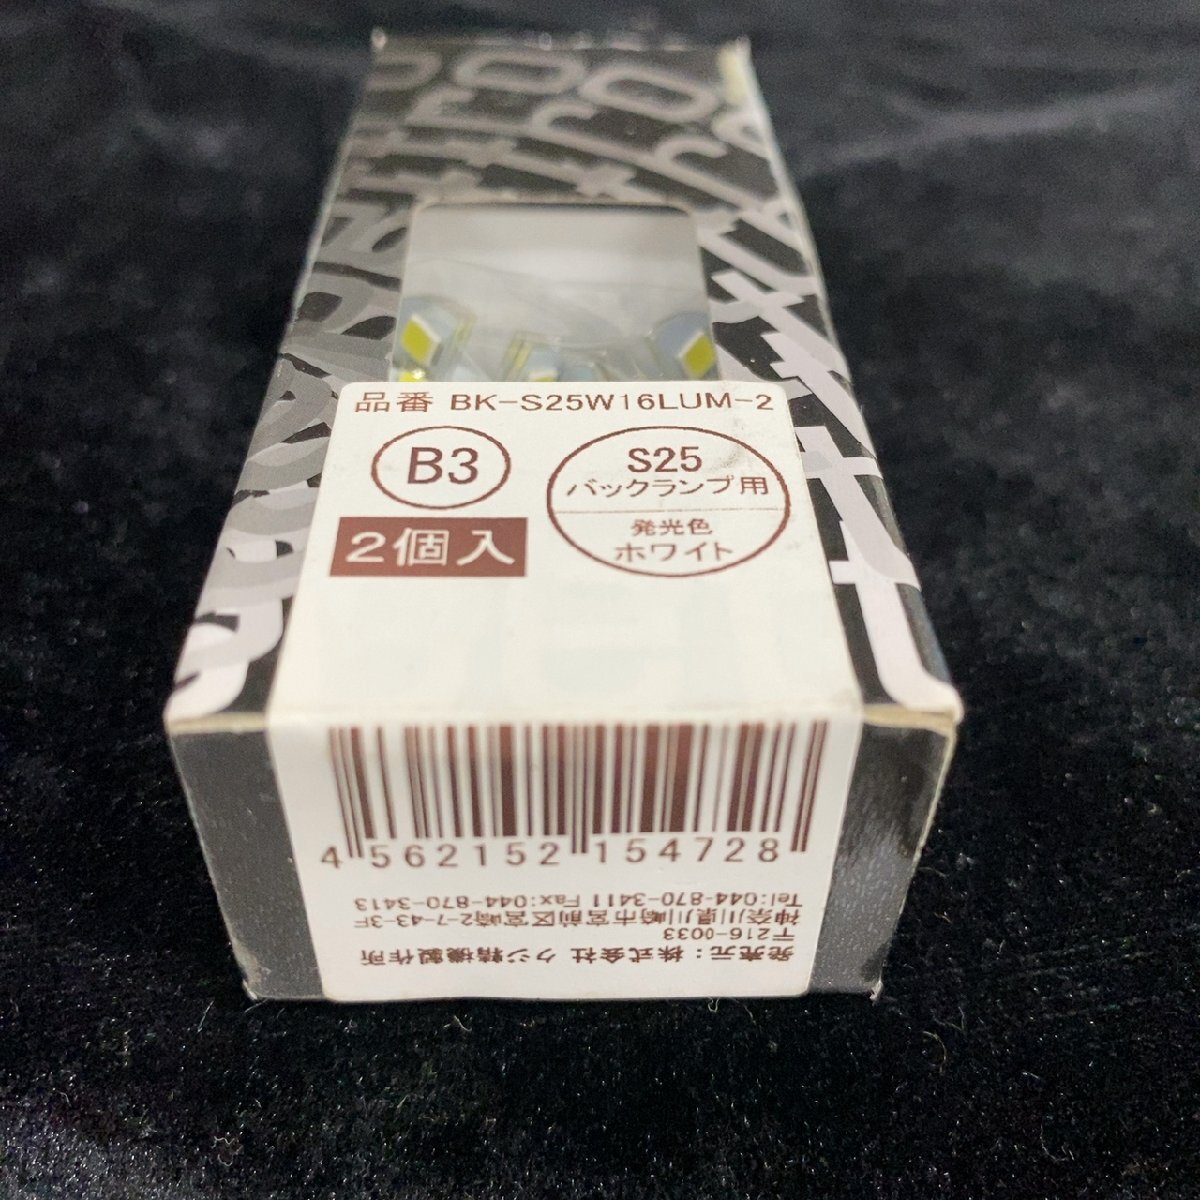 品番 BK-S25W16LUM-2
B3
2個入
S25
バックランプ用
発光色
ホワイト
4 562152 154728
発売元：株式会社 クジ精機製作所
〒216-0033
神奈川県川崎市宮前区宮崎2-7-43-3F
Tel:044-870-3411 Fax:044-870-3413